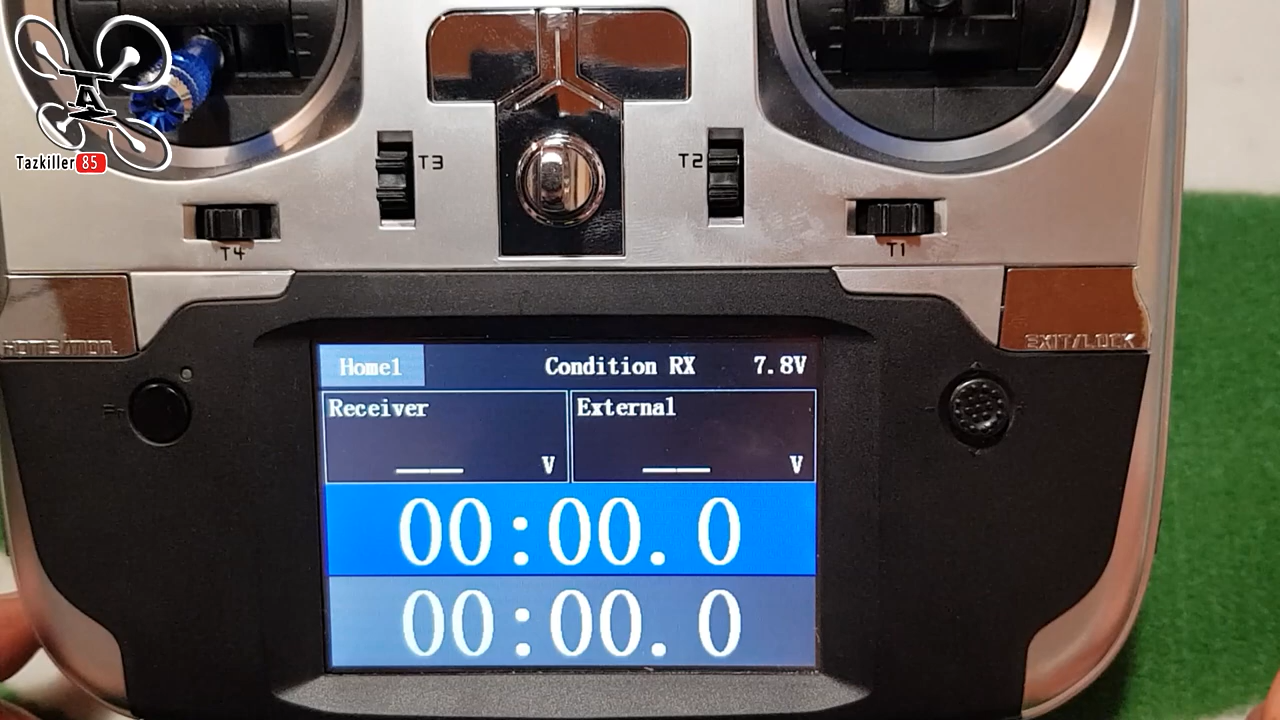 A
Tazkiller 85
T3
T2
T4
T1
HOME/MON.
EXIT/LOCK
Fn
Home1 Condition RX 7.8V
Receiver External
V V
00:00.0
00:00.0